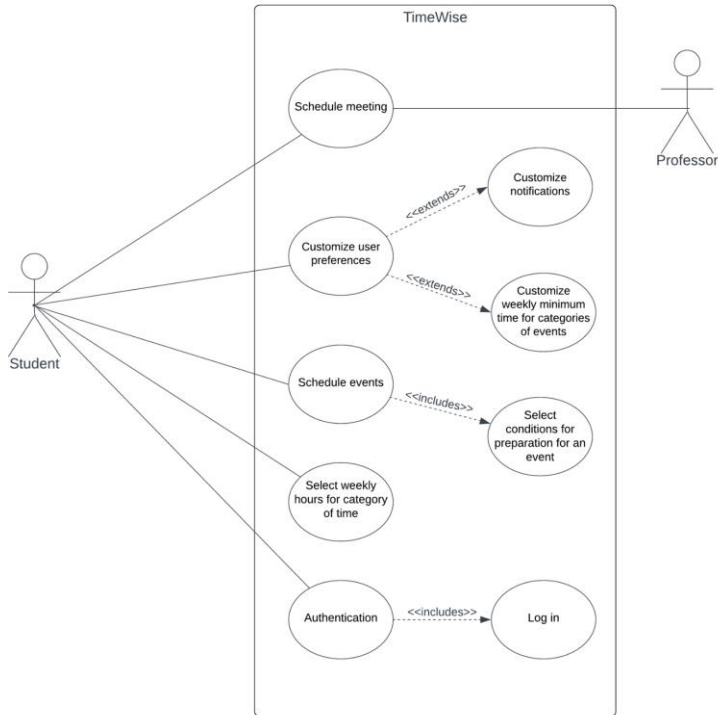 TimeWise
Schedule meeting
Professor
Customize
notifications
<<extends>>
Customize user
preferences
<<extends>>
Customize
weekly minimum
time for categories
of events
Student
Schedule events
<<includes>>
Select
conditions for
preparation for an
event
Select weekly
hours for category
of time
Authentication
<<includes>>
Log in